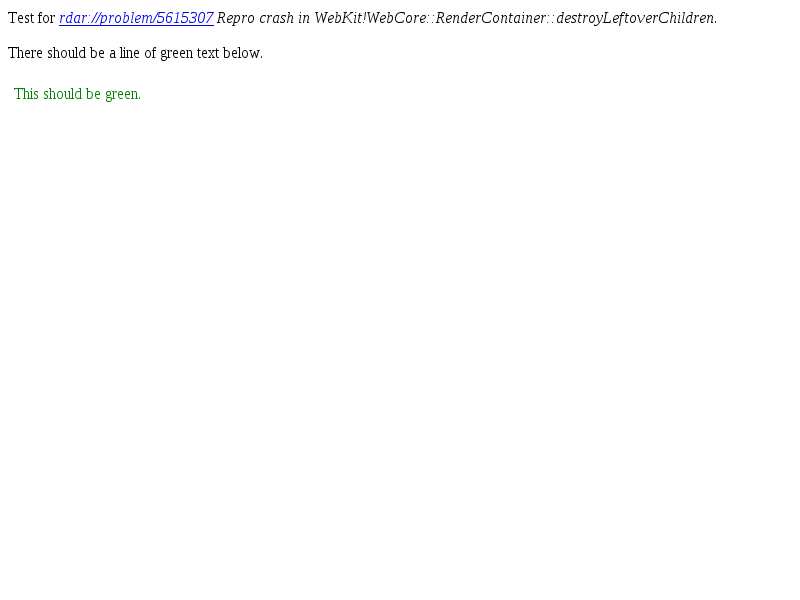 Test for rdar://problem/5615307 Repro crash in WebKit!WebCore::RenderContainer::destroyLeftoverChildren.
There should be a line of green text below.
This should be green.